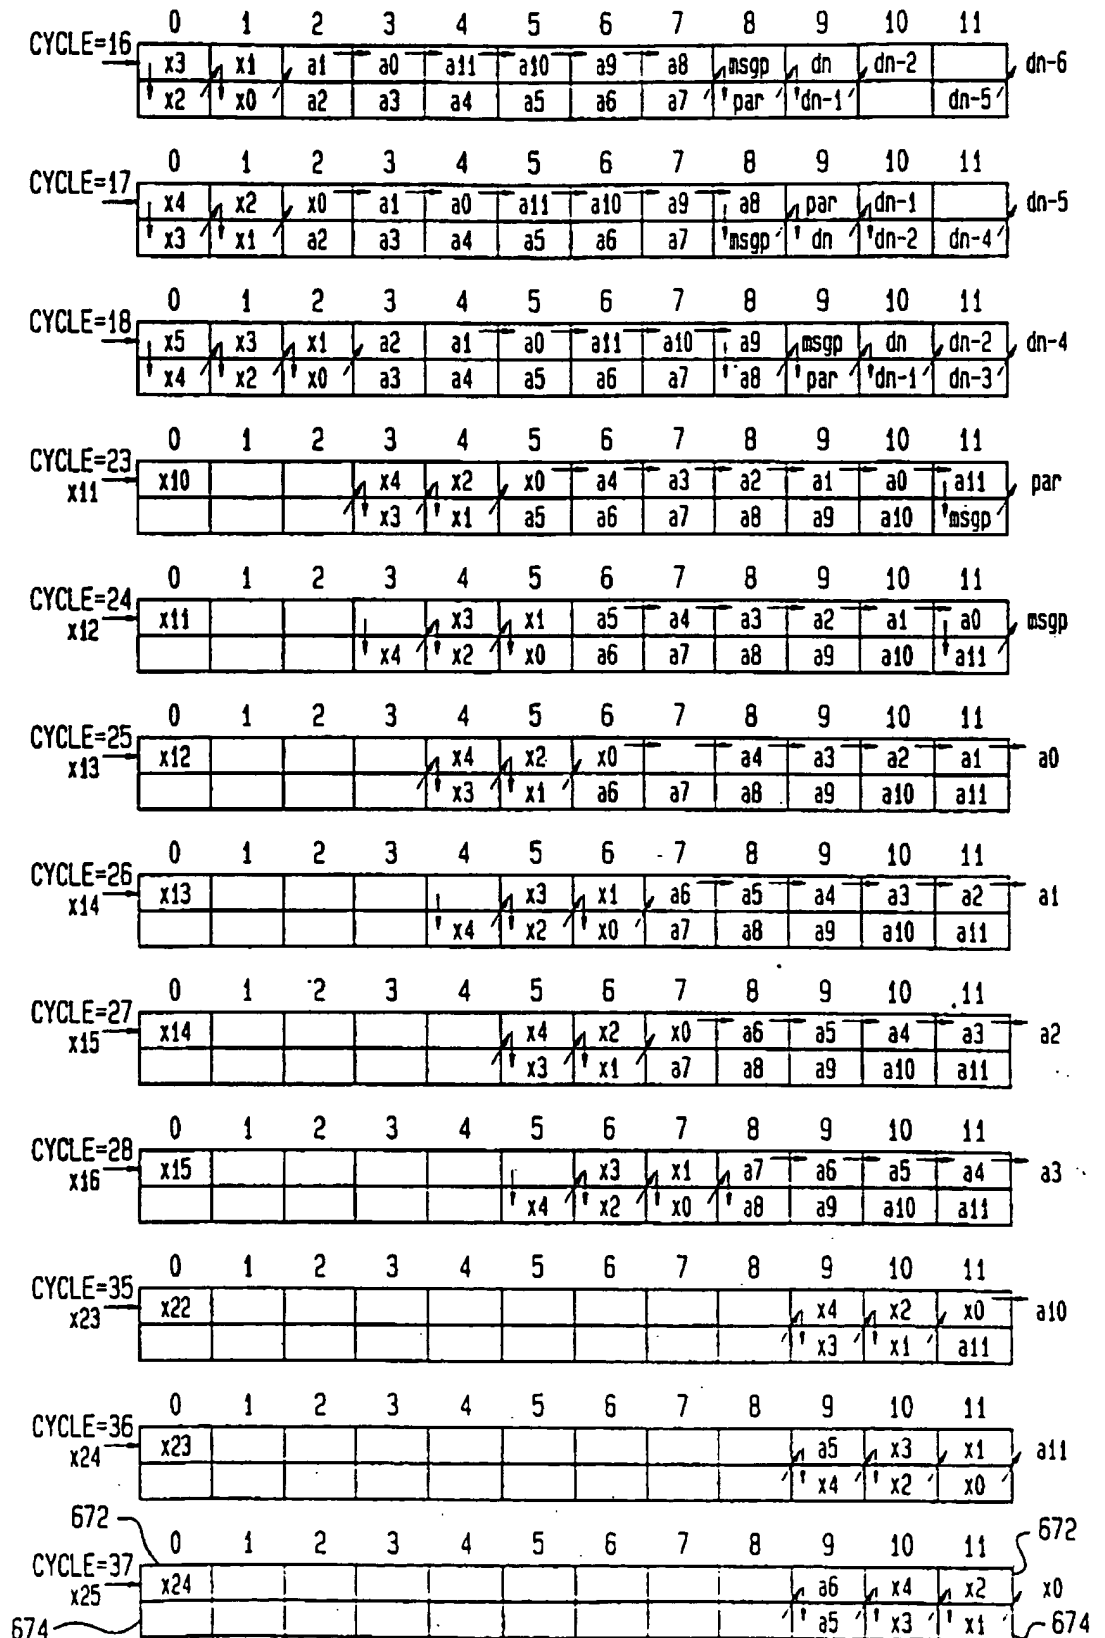 0 1 2 3 4 5 6 7 8 9 10 11
CYCLE=16
x3 x1 a1 a0 a11 a10 a9 a8 msgp dn dn-2 dn-6
x2 x0 a2 a3 a4 a5 a6 a7 par dn-1 dn-5
0 1 2 3 4 5 6 7 8 9 10 11
CYCLE=17
x4 x2 x0 a1 a0 a11 a10 a9 a8 par dn-1 dn-5
x3 x1 a2 a3 a4 a5 a6 a7 msgp dn dn-2 dn-4
0 1 2 3 4 5 6 7 8 9 10 11
CYCLE=18
x5 x3 x1 a2 a1 a0 a11 a10 a9 msgp dn dn-2 dn-4
x4 x2 x0 a3 a4 a5 a6 a7 a8 par dn-1 dn-3
0 1 2 3 4 5 6 7 8 9 10 11
CYCLE=23
x11 x10 x4 x2 x0 a4 a3 a2 a1 a0 a11 par
x3 x1 a5 a6 a7 a8 a9 a10 msgp
0 1 2 3 4 5 6 7 8 9 10 11
CYCLE=24
x12 x11 x3 x1 a5 a4 a3 a2 a1 a0 msgp
x4 x2 x0 a6 a7 a8 a9 a10 a11
0 1 2 3 4 5 6 7 8 9 10 11
CYCLE=25
x13 x12 x4 x2 x0 a4 a3 a2 a1 a0
x3 x1 a6 a7 a8 a9 a10 a11
0 1 2 3 4 5 6 7 8 9 10 11
CYCLE=26
x14 x13 x3 x1 a6 a5 a4 a3 a2 a1
x4 x2 x0 a7 a8 a9 a10 a11
0 1 2 3 4 5 6 7 8 9 10 11
CYCLE=27
x15 x14 x4 x2 x0 a6 a5 a4 a3 a2
x3 x1 a7 a8 a9 a10 a11
0 1 2 3 4 5 6 7 8 9 10 11
CYCLE=28
x16 x15 x3 x1 a7 a6 a5 a4 a3
x4 x2 x0 a8 a9 a10 a11
0 1 2 3 4 5 6 7 8 9 10 11
CYCLE=35
x23 x22 x4 x2 x0 a10
x3 x1 a11
0 1 2 3 4 5 6 7 8 9 10 11
CYCLE=36
x24 x23 a5 x3 x1 a11
x4 x2 x0
672 0 1 2 3 4 5 6 7 8 9 10 11 672
CYCLE=37
x25 x24 a6 x4 x2 x0
674 a5 x3 x1 674